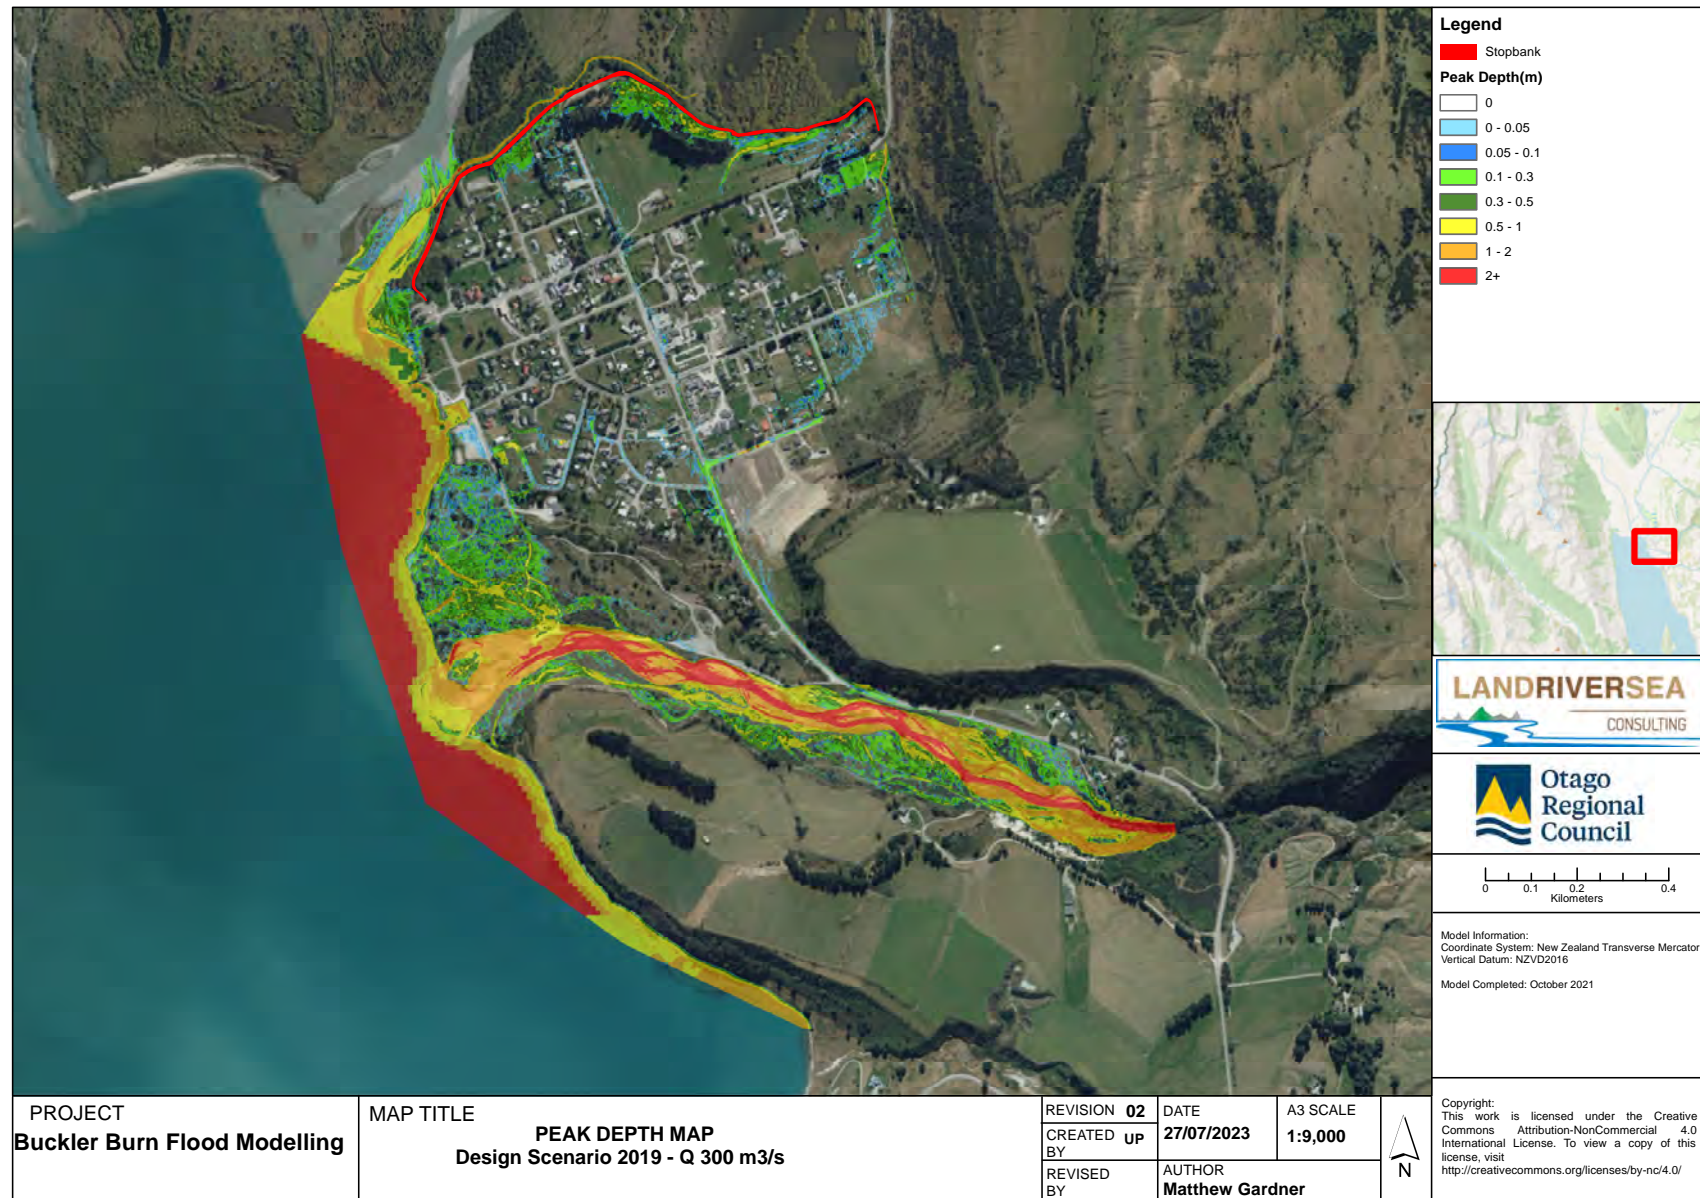 Legend
Stopbank
Peak Depth(m)
0
0 - 0.05
0.05 - 0.1
0.1 - 0.3
0.3 - 0.5
0.5 - 1
1 - 2
2+
LANDRIVERSEA
CONSULTING
Otago
Regional
Council
0 0.1 0.2 0.4
Kilometers
Model Information:
Coordinate System: New Zealand Transverse Mercator
Vertical Datum: NZVD2016
Model Completed: October 2021
Copyright:
This work is licensed under the Creative
Commons Attribution-NonCommercial 4.0
International License. To view a copy of this
license, visit
http://creativecommons.org/licenses/by-nc/4.0/
PROJECT
Buckler Burn Flood Modelling
MAP TITLE
PEAK DEPTH MAP
Design Scenario 2019 - Q 300 m3/s
REVISION 02
CREATED BY UP
REVISED BY
DATE
27/07/2023
A3 SCALE
1:9,000
AUTHOR
Matthew Gardner
N